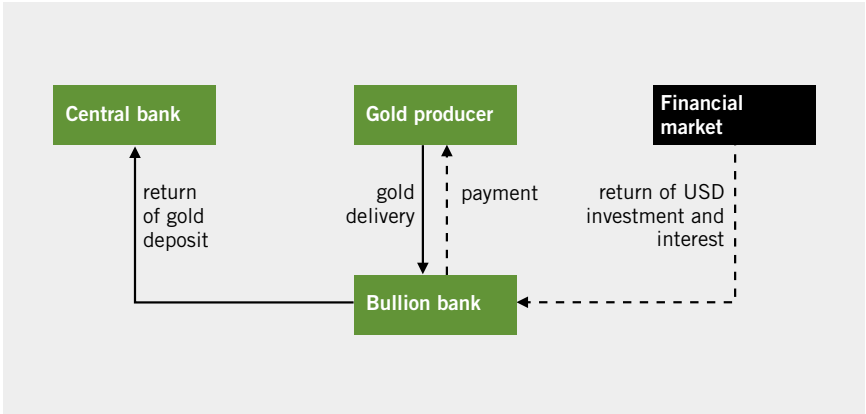 Central bank
Gold producer
Financial
market
return
of gold
deposit
gold
delivery
payment
return of USD
investment and
interest
Bullion bank